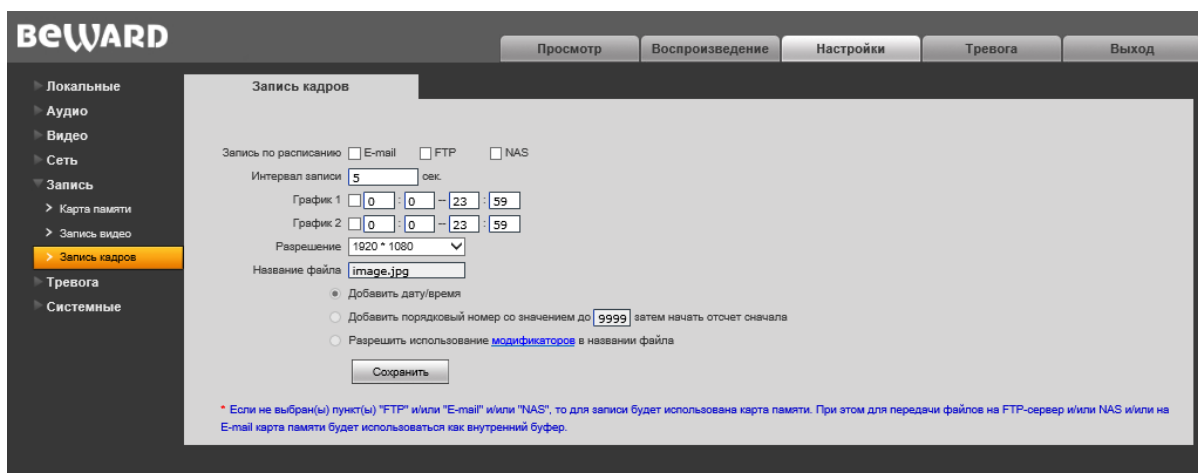 BEWARD
Просмотр Воспроизведение Настройки Тревога Выход
Локальные
Аудио
Видео
Сеть
Запись
Карта памяти
Запись видео
Запись кадров
Тревога
Системные
Запись кадров
Запись по расписанию E-mail FTP NAS
Интервал записи 5 сек.
График 1 0 : 0 – 23 : 59
График 2 0 : 0 – 23 : 59
Разрешение 1920 * 1080
Название файла image.jpg
Добавить дату/время
Добавить порядковый номер со значением до 9999 затем начать отсчет сначала
Разрешить использование модификаторов в названии файла
Сохранить
* Если не выбран(ы) пункт(ы) "FTP" и/или "E-mail" и/или "NAS", то для записи будет использована карта памяти. При этом для передачи файлов на FTP-сервер и/или NAS и/или на
E-mail карта памяти будет использоваться как внутренний буфер.